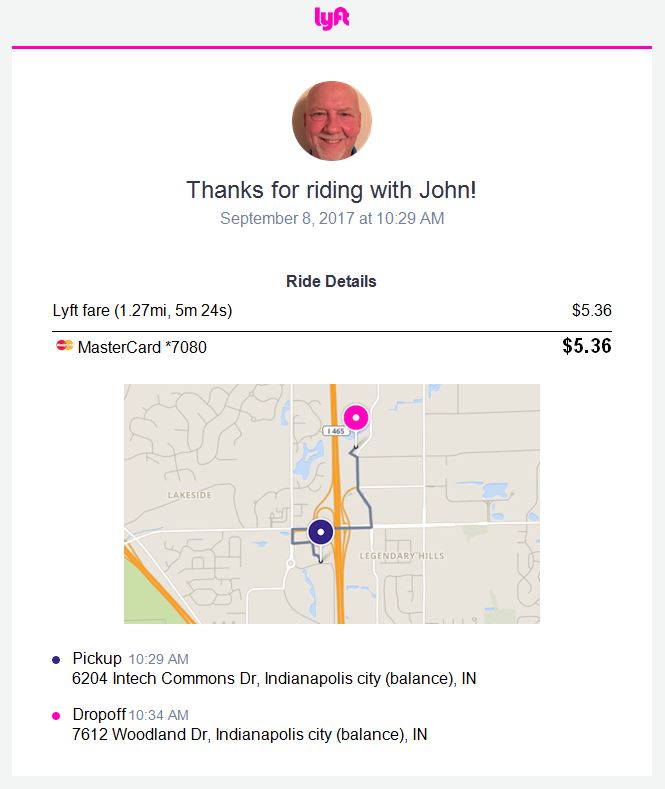 lyft
Thanks for riding with John!
September 8, 2017 at 10:29 AM
Ride Details
Lyft fare (1.27mi, 5m 24s) $5.36
MasterCard *7080 $5.36
I 465
LAKESIDE
LEGENDARY HILLS
Pickup 10:29 AM
6204 Intech Commons Dr, Indianapolis city (balance), IN
Dropoff 10:34 AM
7612 Woodland Dr, Indianapolis city (balance), IN